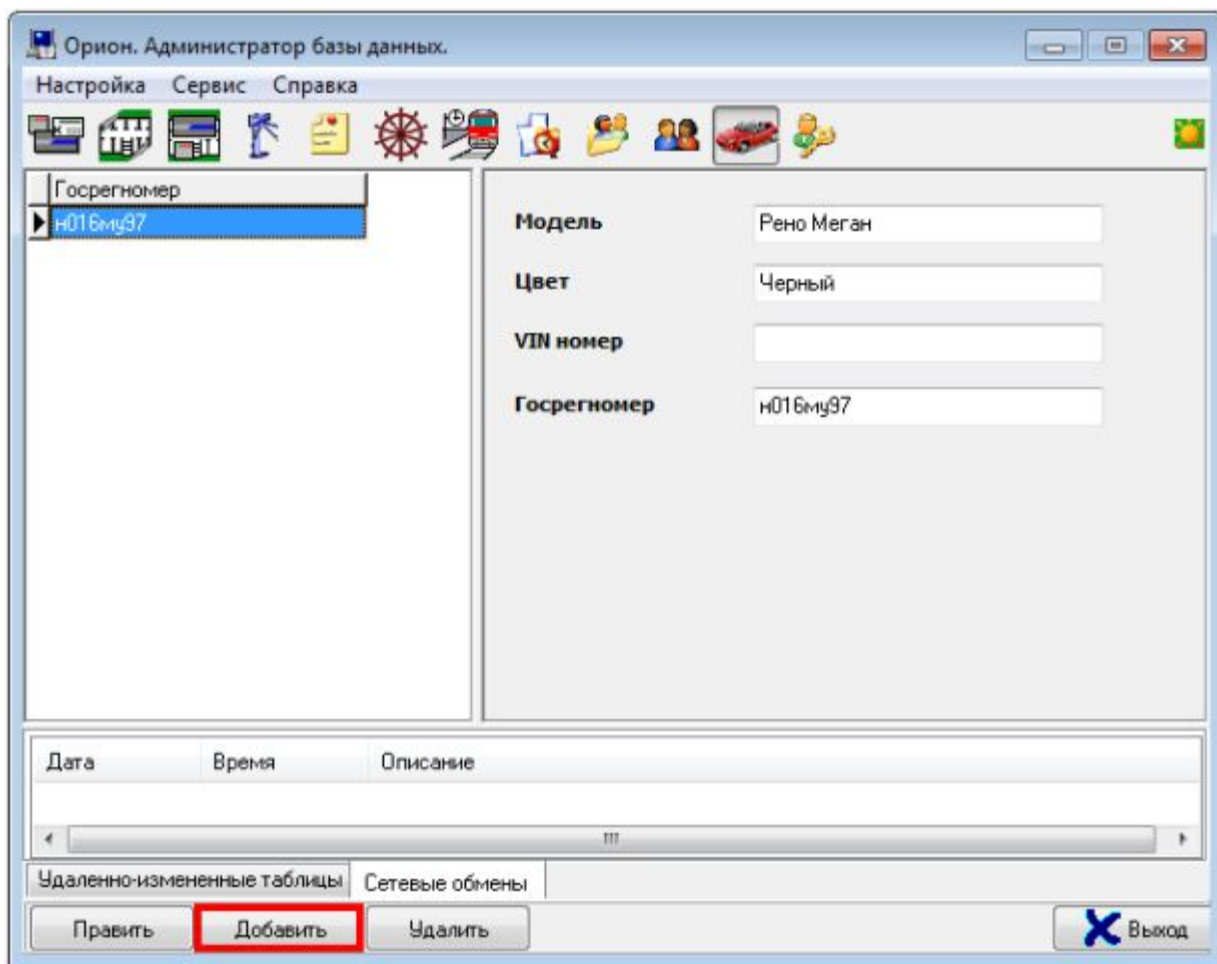 Орион. Администратор базы данных.
Настройка Сервис Справка
Госрегномер
н016му97
Модель Рено Меган
Цвет Черный
VIN номер
Госрегномер н016му97
Дата Время Описание
Удаленно-измененные таблицы Сетевые обмены
Править Добавить Удалить Выход